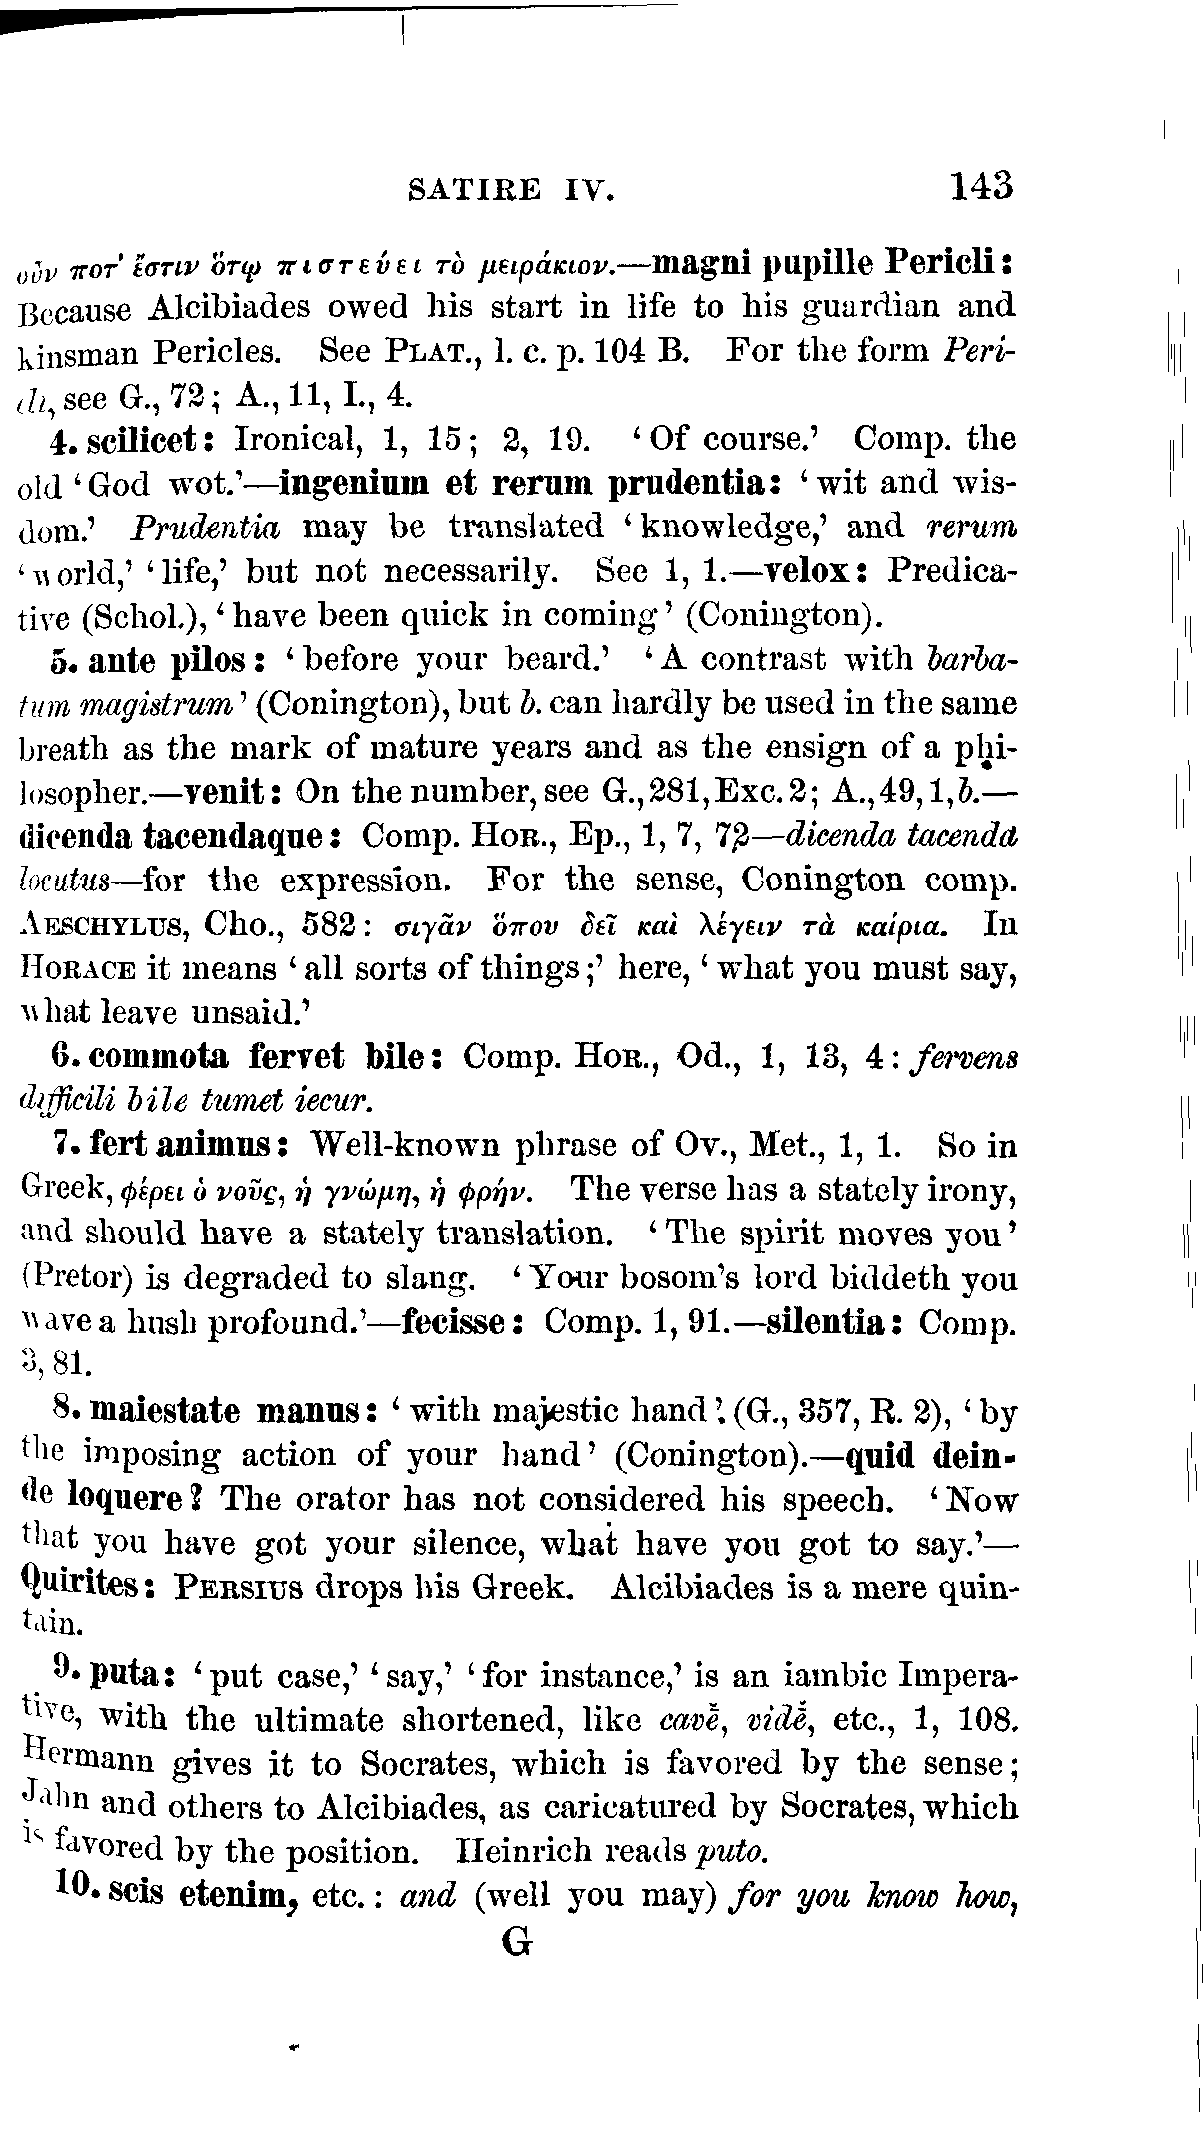 SATIRE IV. 143
οὖν ποτ' ἔστιν ὅτῳ πιστεύει τὸ μειράκιον.—magni pupille Pericli:
Because Alcibiades owed his start in life to his guardian and
kinsman Pericles. See PLAT., l. c. p. 104 B. For the form Peri-
cli, see G., 72; A., 11, I., 4.
4. scilicet: Ironical, 1, 15; 2, 19. ‘Of course.’ Comp. the
old ‘God wot.’—ingenium et rerum prudentia: ‘wit and wis-
dom.’ Prudentia may be translated ‘knowledge,’ and rerum
‘world,’ ‘life,’ but not necessarily. See 1, 1.—velox: Predica-
tive (Schol.), ‘have been quick in coming’ (Conington).
5. ante pilos: ‘before your beard.’ ‘A contrast with barba-
tum magistrum’ (Conington), but b. can hardly be used in the same
breath as the mark of mature years and as the ensign of a phi-
losopher.—venit: On the number, see G., 281, Exc. 2; A., 49, 1, b.—
dicenda tacendaque: Comp. HOR., Ep., 1, 7, 72—dicenda tacenda
locutus—for the expression. For the sense, Conington comp.
AESCHYLUS, Cho., 582: σιγᾶν ὅπου δεῖ καὶ λέγειν τὰ καίρια. In
HORACE it means ‘all sorts of things;’ here, ‘what you must say,
what leave unsaid.’
6. commota fervet bile: Comp. HOR., Od., 1, 13, 4: fervens
difficili bile tumet iecur.
7. fert animus: Well-known phrase of OV., Met., 1, 1. So in
Greek, φέρει ὁ νοῦς, ἡ γνώμη, ἡ φρήν. The verse has a stately irony,
and should have a stately translation. ‘The spirit moves you’
(Pretor) is degraded to slang. ‘Your bosom's lord biddeth you
wave a hush profound.’—fecisse: Comp. 1, 91.—silentia: Comp.
3, 81.
8. maiestate manus: ‘with majestic hand’ (G., 357, R. 2), ‘by
the imposing action of your hand’ (Conington).—quid dein-
de loquere? The orator has not considered his speech. ‘Now
that you have got your silence, what have you got to say.’—
Quirites: PERSIUS drops his Greek. Alcibiades is a mere quin-
tain.
9. puta: ‘put case,’ ‘say,’ ‘for instance,’ is an iambic Impera-
tive, with the ultimate shortened, like cavĕ, vidĕ, etc., 1, 108.
Hermann gives it to Socrates, which is favored by the sense;
Jahn and others to Alcibiades, as caricatured by Socrates, which
is favored by the position. Heinrich reads puto.
10. scis etenim, etc.: and (well you may) for you know how,
G